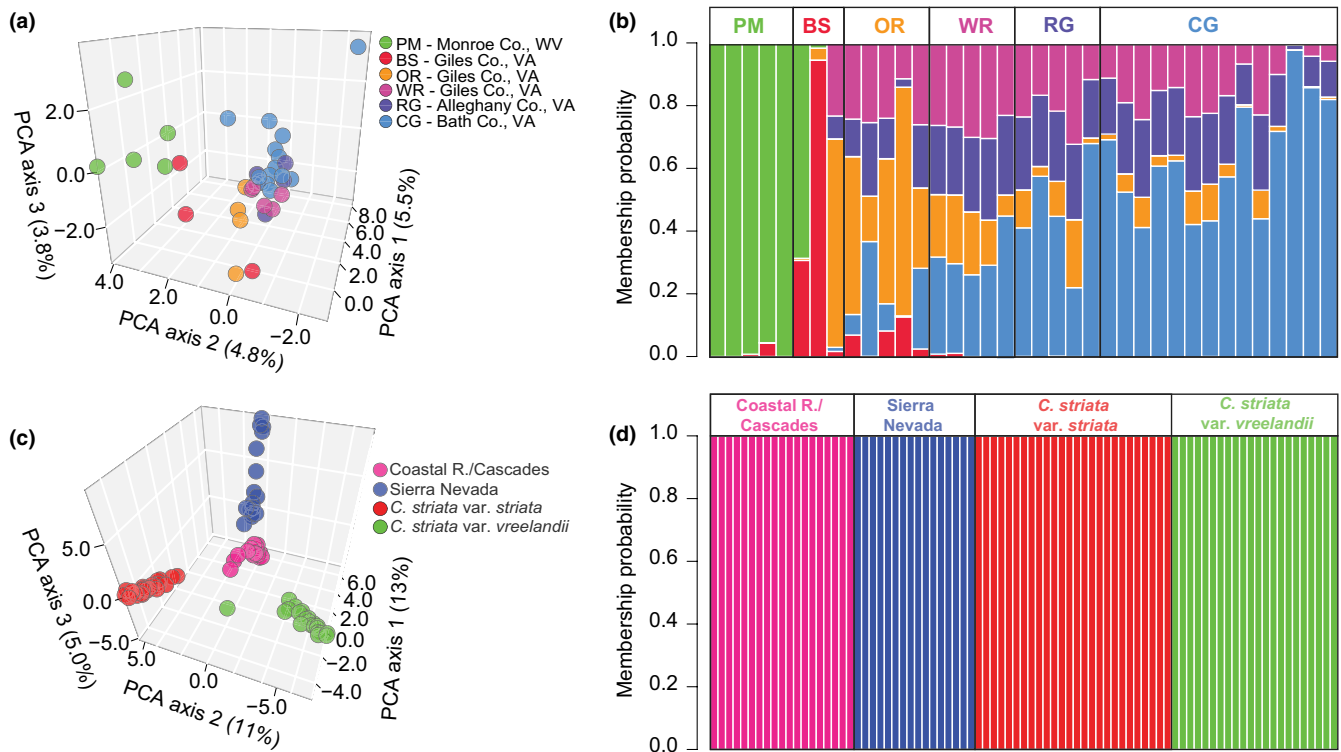 (a)
PCA axis 3 (3.8%)
2.0
0.0
−2.0
4.0
2.0
0.0
−2.0
PCA axis 2 (4.8%)
8.0
6.0
4.0
2.0
0.0
PCA axis 1 (5.5%)
PM - Monroe Co., WV
BS - Giles Co., VA
OR - Giles Co., VA
WR - Giles Co., VA
RG - Alleghany Co., VA
CG - Bath Co., VA
(b)
PM BS OR WR RG CG
Membership probability
1.0
0.8
0.6
0.4
0.2
0.0
(c)
PCA axis 3 (5.0%)
5.0
0.0
−5.0
5.0
0.0
−5.0
PCA axis 2 (11%)
6.0
4.0
2.0
0.0
−2.0
−4.0
PCA axis 1 (13%)
Coastal R./Cascades
Sierra Nevada
C. striata var. striata
C. striata var. vreelandii
(d)
Coastal R./
Cascades
Sierra
Nevada
C. striata
var. striata
C. striata
var. vreelandii
Membership probability
1.0
0.8
0.6
0.4
0.2
0.0